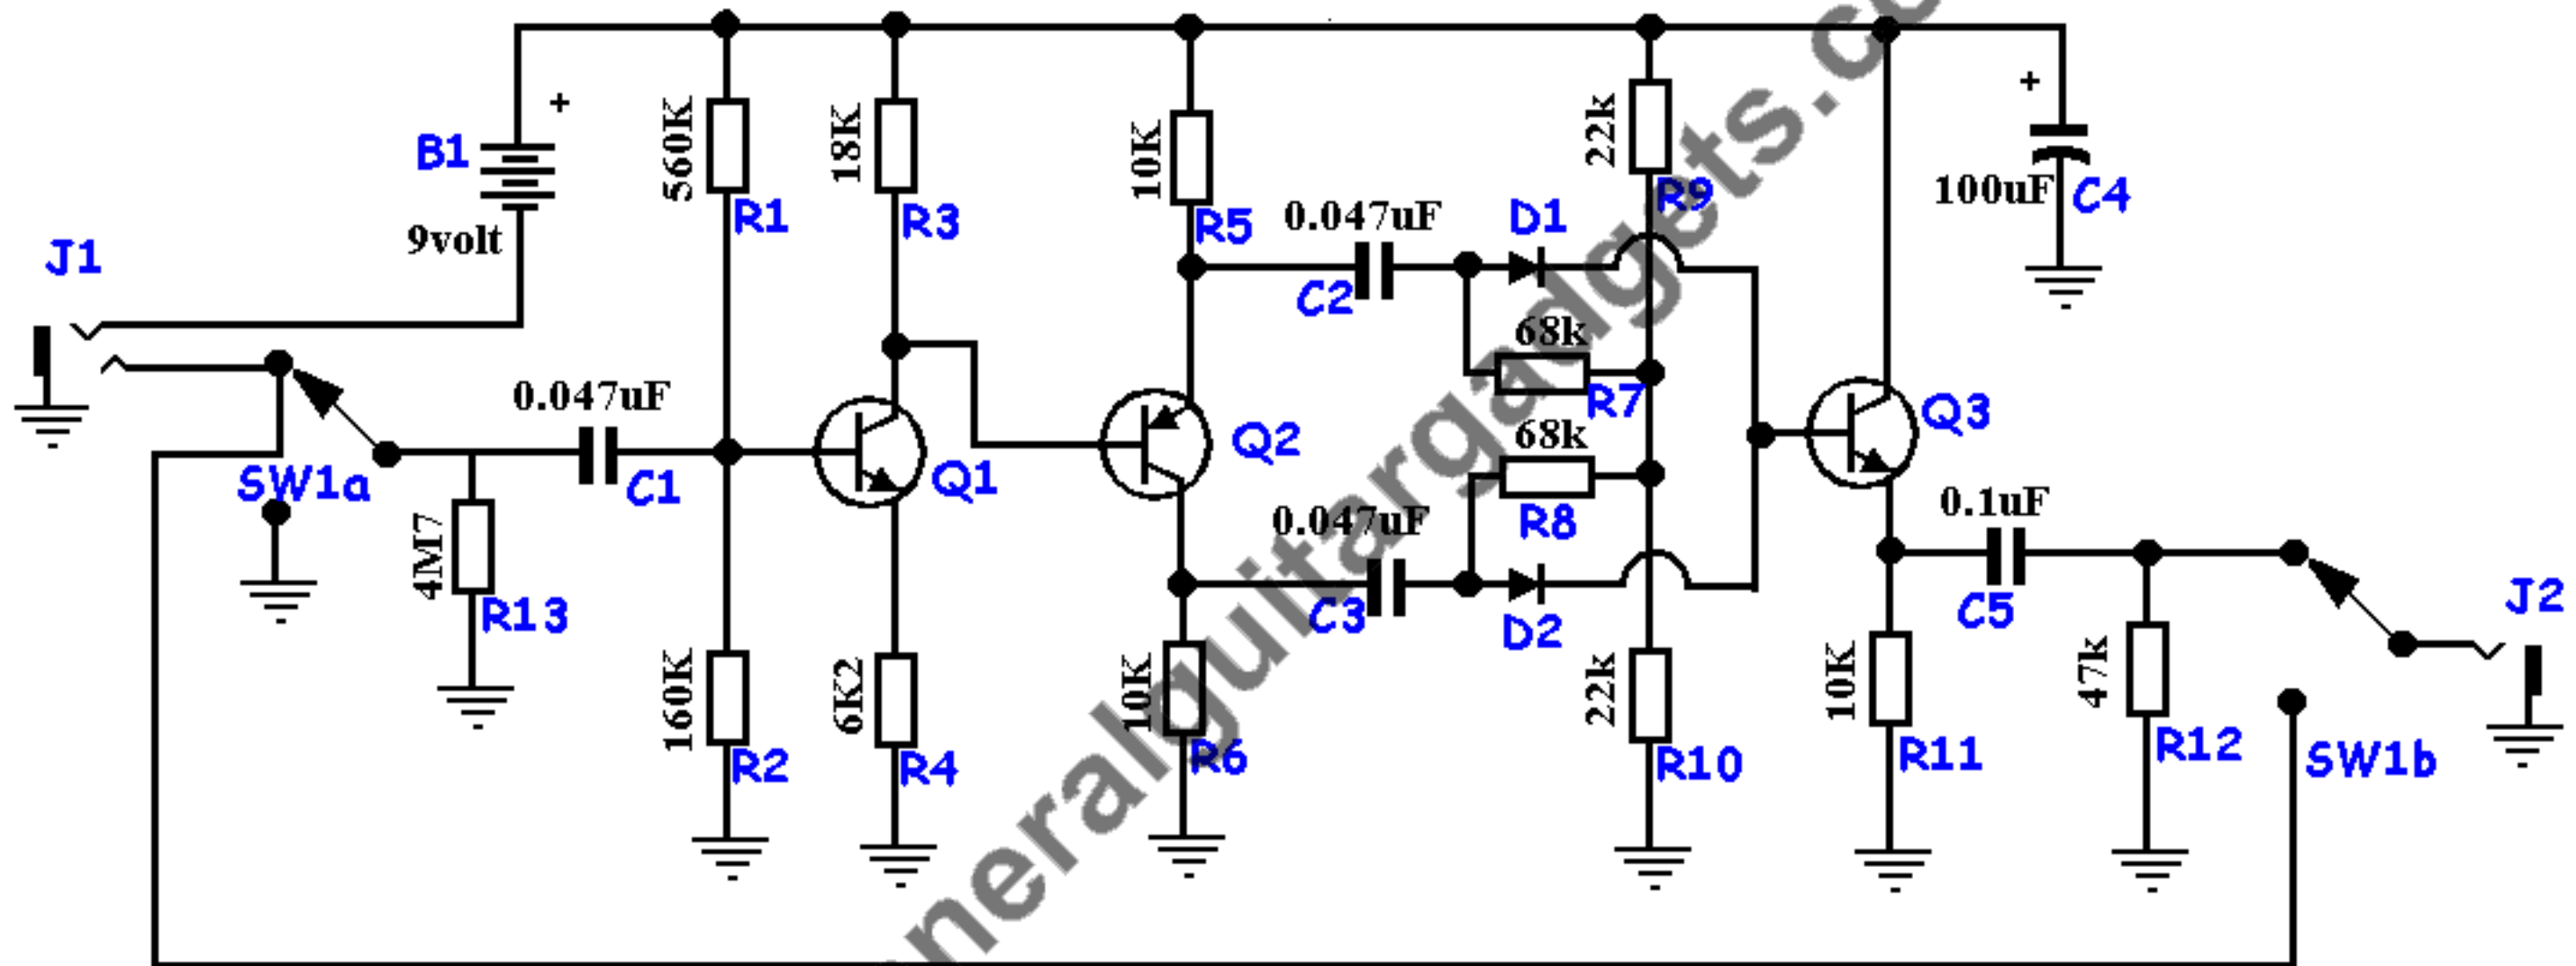 J1
B1
+
9volt
SW1a
4M7
R13
0.047uF
C1
560K
R1
160K
R2
18K
R3
Q1
6K2
R4
10K
R5
Q2
10K
R6
0.047uF
C2
D1
68k
R7
68k
R8
0.047uF
C3
D2
22k
R9
22k
R10
Q3
10K
R11
+
100uF
C4
0.1uF
C5
47k
R12
SW1b
J2
neralguitargadgets.co